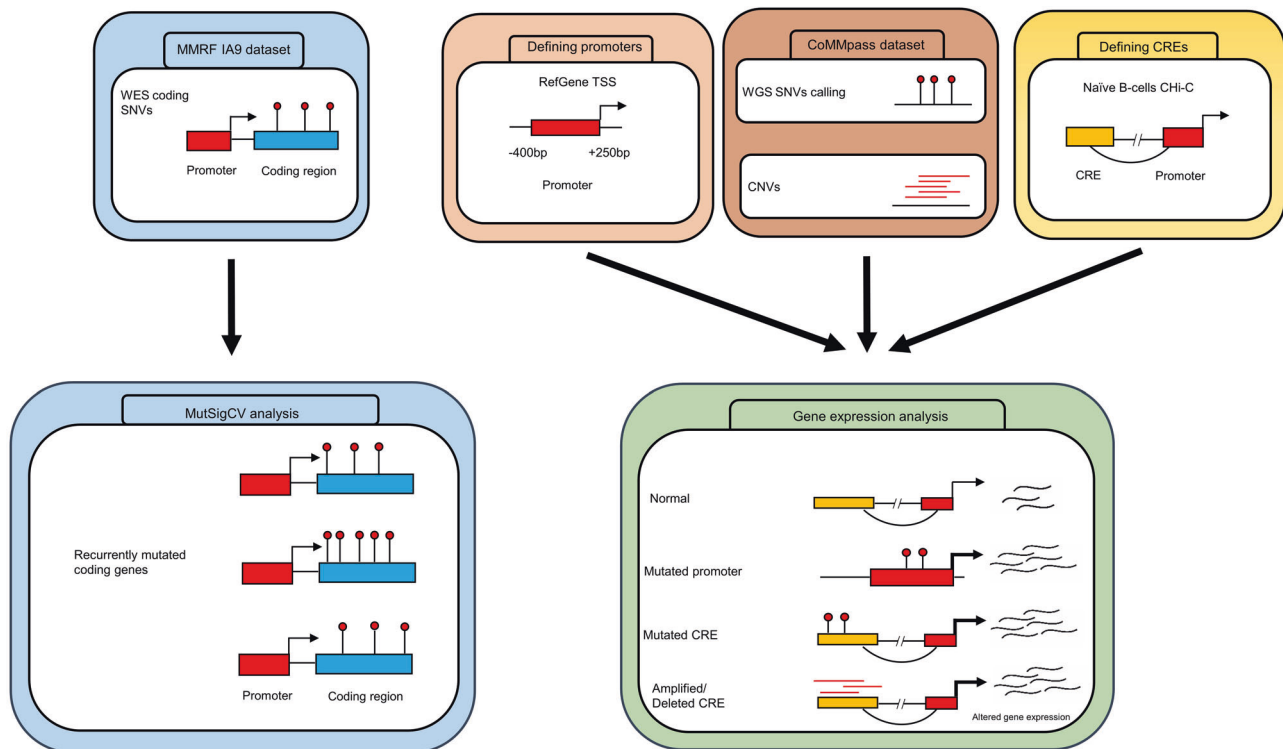 MMRF IA9 dataset
WES coding
SNVs
Promoter
Coding region
Defining promoters
RefGene TSS
-400bp
+250bp
Promoter
CoMMpass dataset
WGS SNVs calling
CNVs
Defining CREs
Naïve B-cells CHi-C
CRE
Promoter
MutSigCV analysis
Recurrently mutated
coding genes
Promoter
Coding region
Gene expression analysis
Normal
Mutated promoter
Mutated CRE
Amplified/
Deleted CRE
Altered gene expression